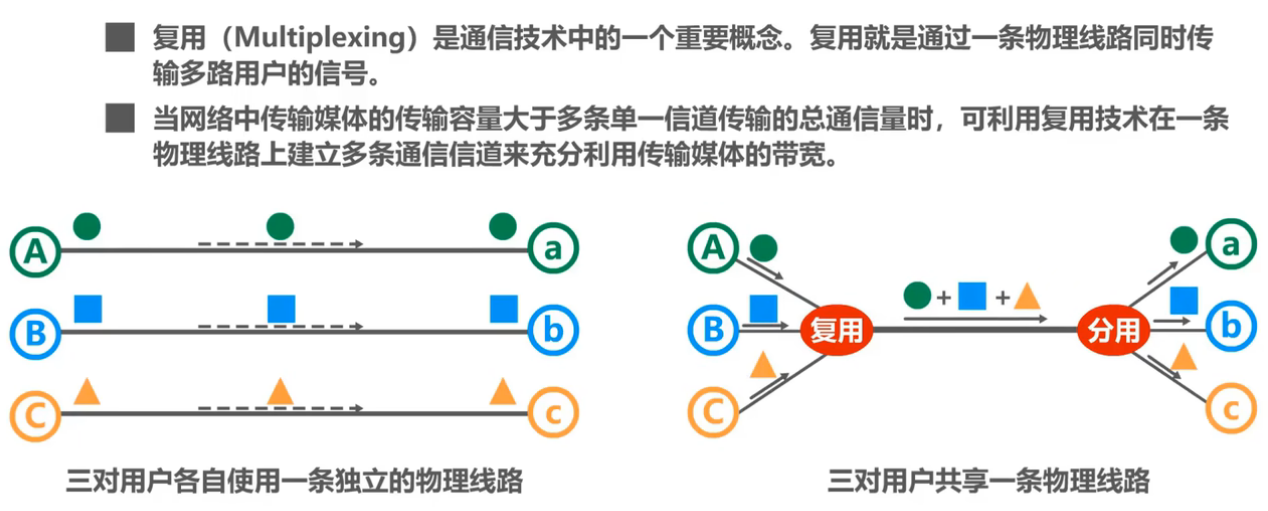 复用（Multiplexing）是通信技术中的一个重要概念。复用就是通过一条物理线路同时传
输多路用户的信号。
当网络中传输媒体的传输容量大于多条单一信道传输的总通信量时，可利用复用技术在一条
物理线路上建立多条通信信道来充分利用传输媒体的带宽。
A a
B b
C c
三对用户各自使用一条独立的物理线路
A a
+ +
B 复用 分用 b
C c
三对用户共享一条物理线路